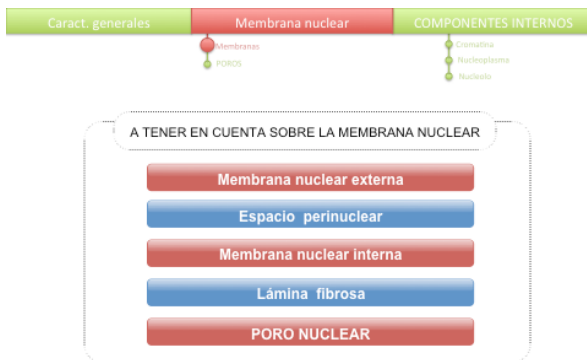 Caract. generales
Membrana nuclear
COMPONENTES INTERNOS
Membranas
POROS
Cromatina
Nucleoplasma
Nucleolo
A TENER EN CUENTA SOBRE LA MEMBRANA NUCLEAR
Membrana nuclear externa
Espacio perinuclear
Membrana nuclear interna
Lámina fibrosa
PORO NUCLEAR